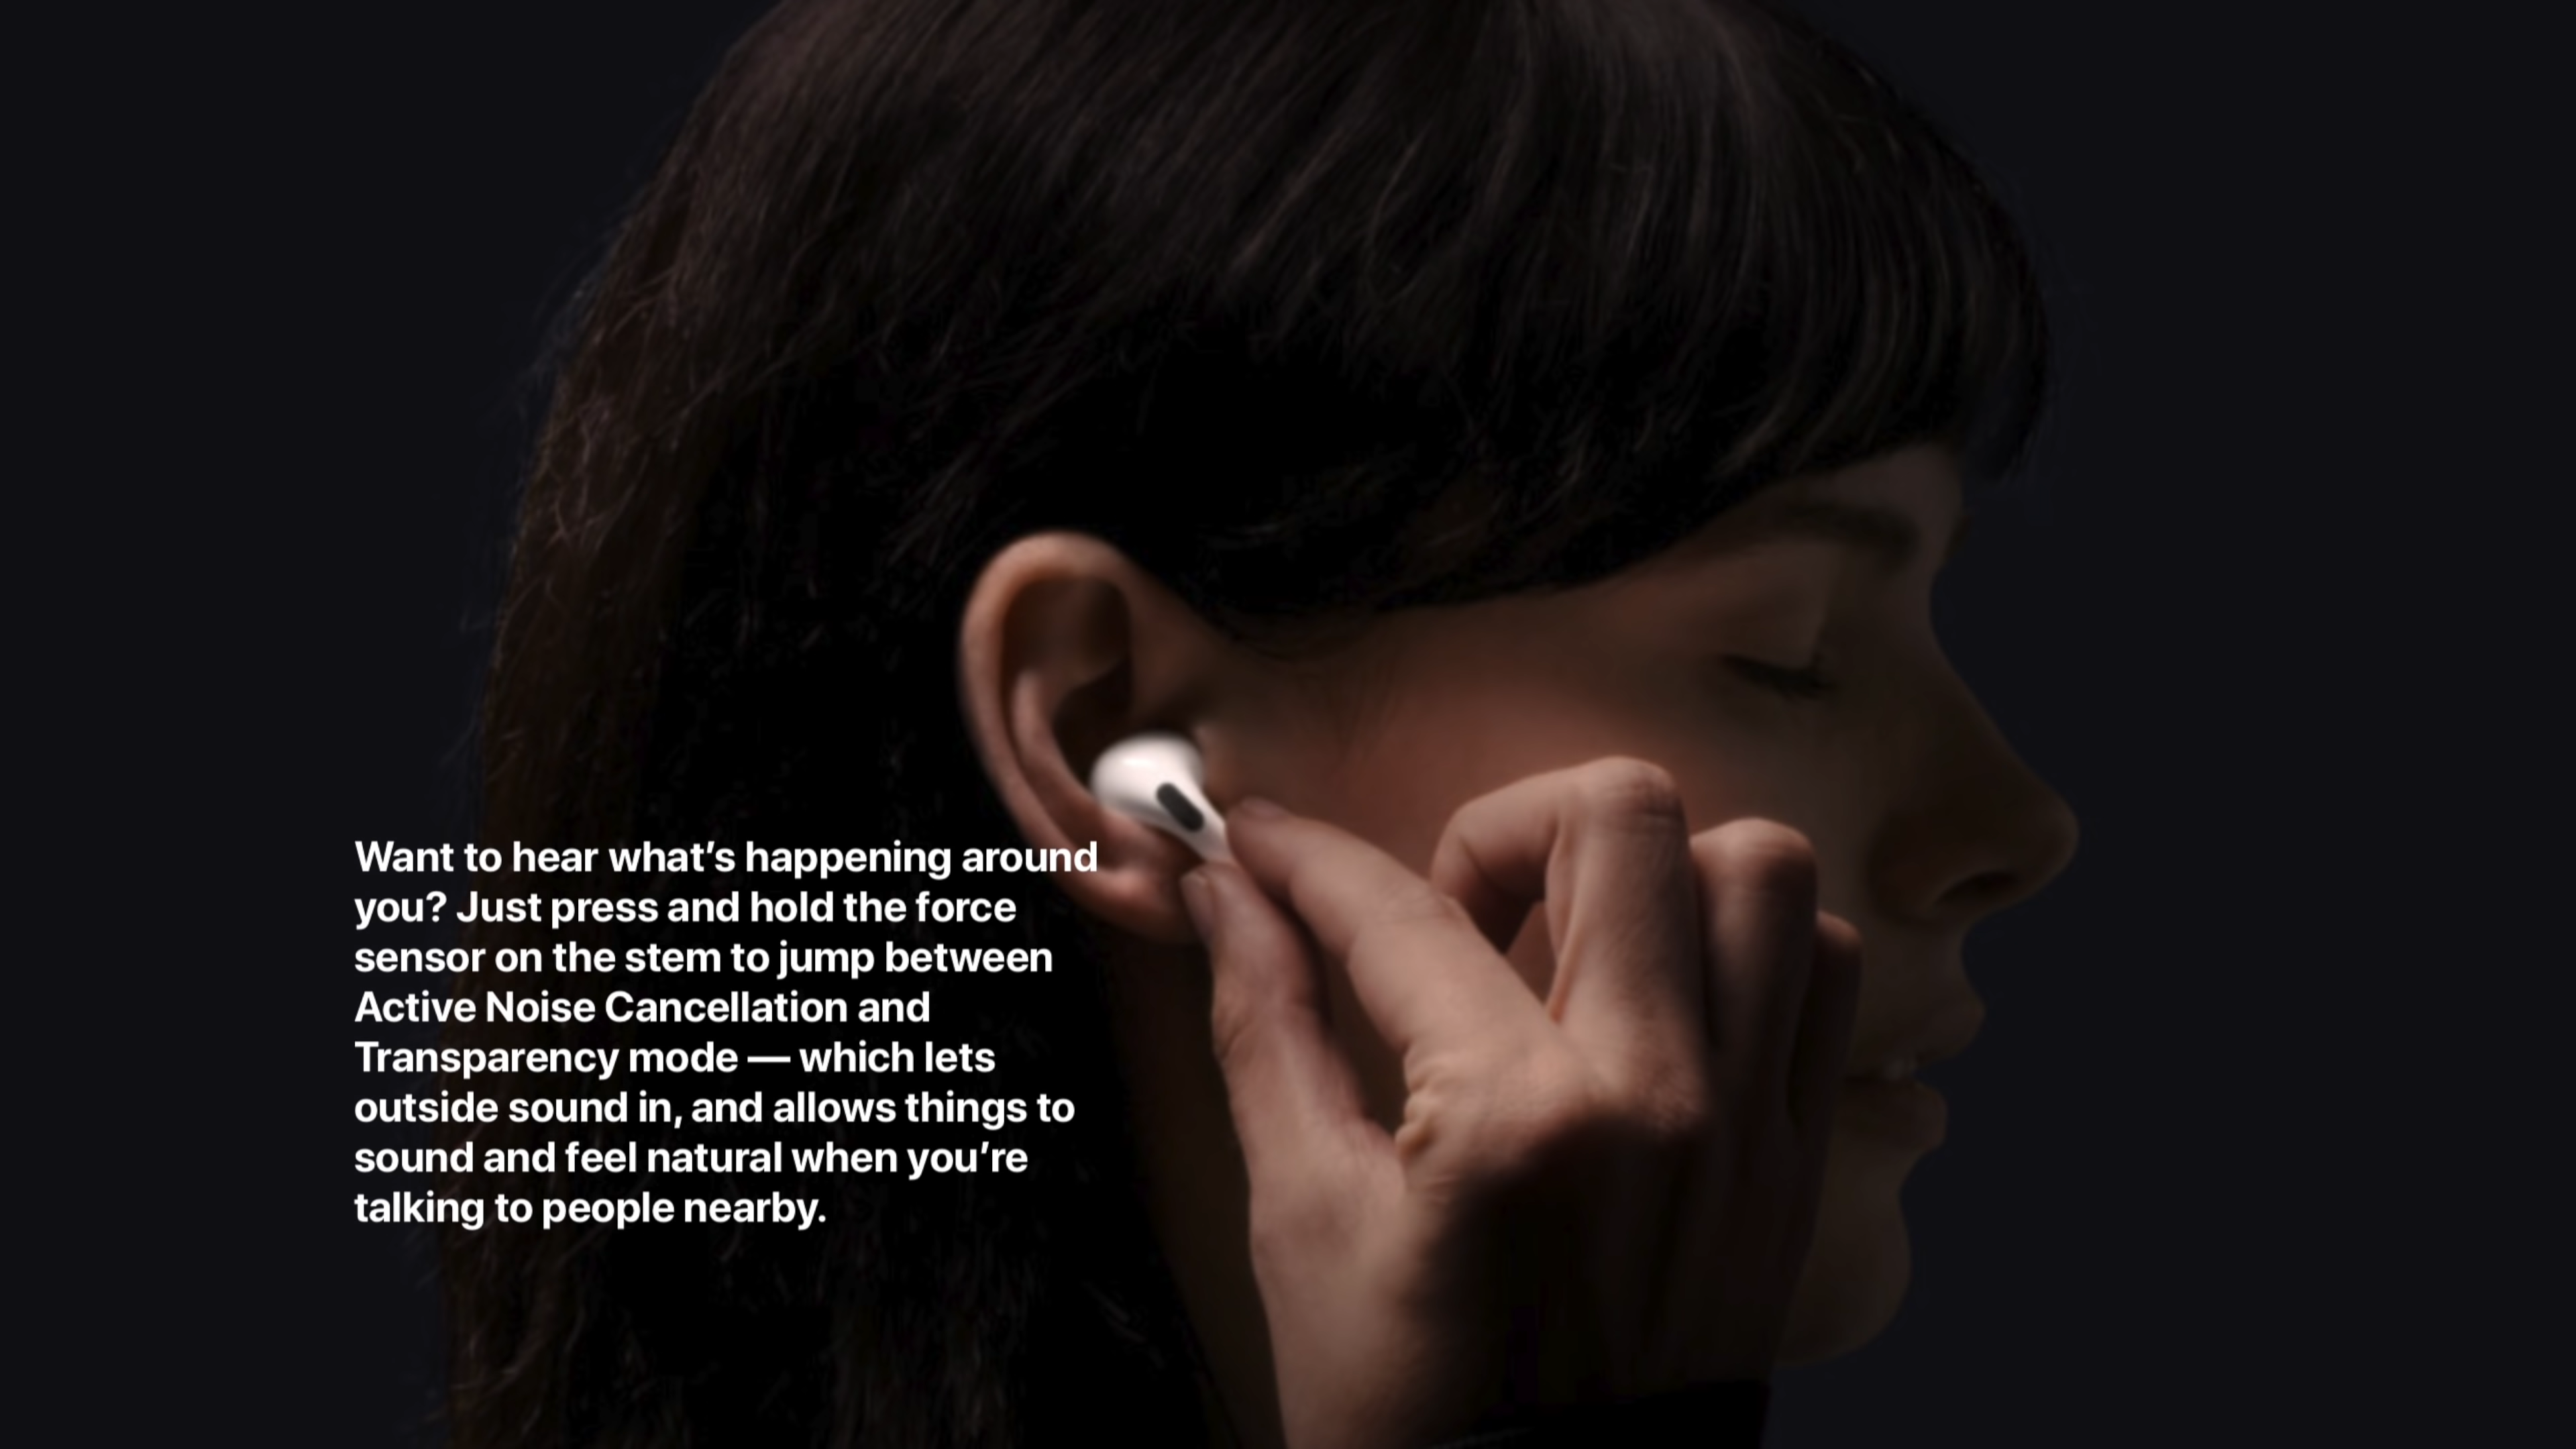 Want to hear what’s happening around
you? Just press and hold the force
sensor on the stem to jump between
Active Noise Cancellation and
Transparency mode — which lets
outside sound in, and allows things to
sound and feel natural when you’re
talking to people nearby.